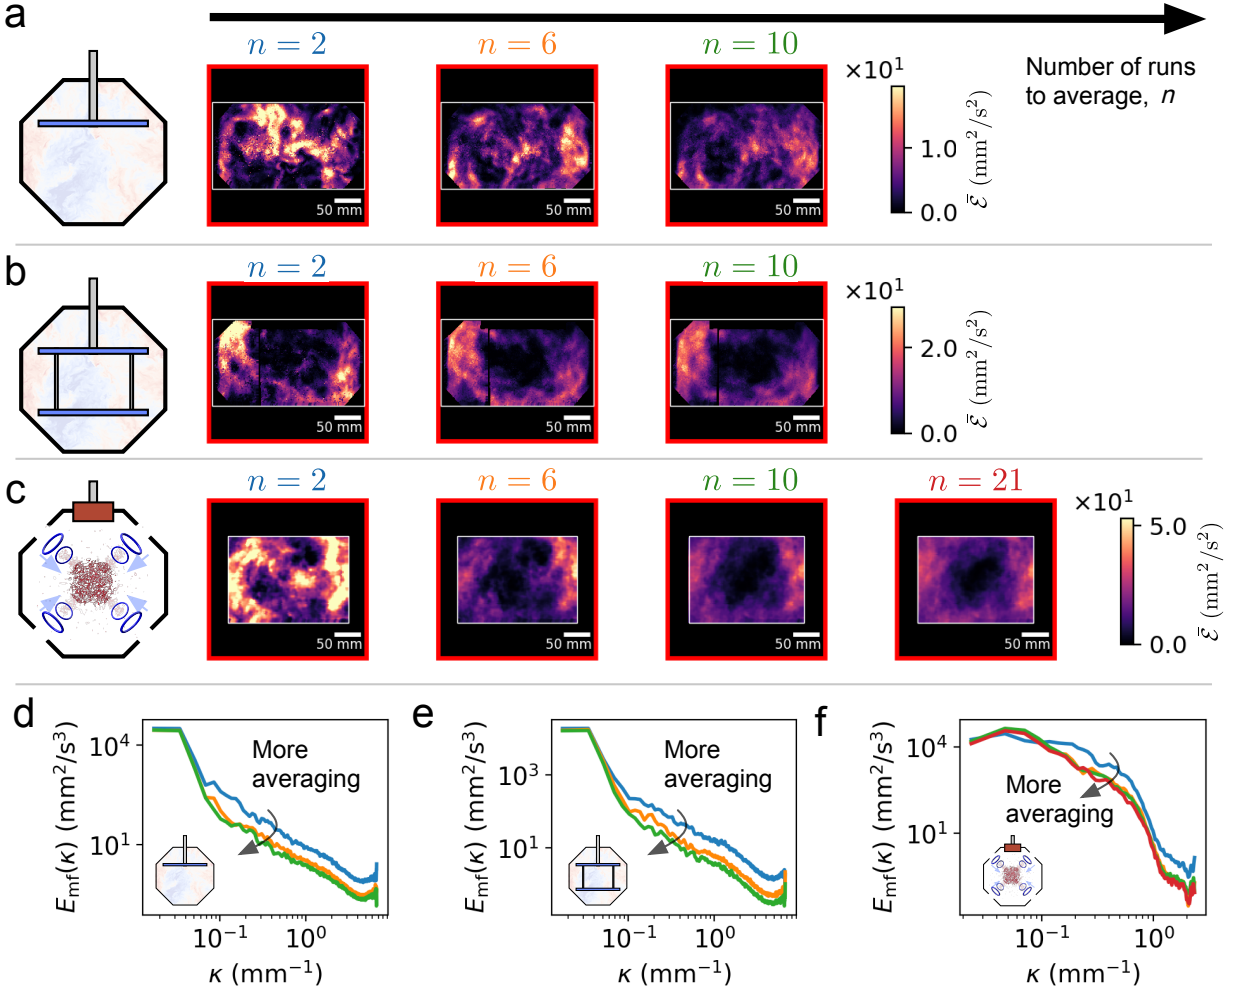 a
n = 2
n = 6
n = 10
Number of runs
to average, n
×10¹
1.0
0.0
Ē (mm²/s²)
50 mm
50 mm
50 mm
b
n = 2
n = 6
n = 10
×10¹
2.0
0.0
Ē (mm²/s²)
50 mm
50 mm
50 mm
c
n = 2
n = 6
n = 10
n = 21
×10¹
5.0
0.0
Ē (mm²/s²)
50 mm
50 mm
50 mm
50 mm
d
E_mf(κ) (mm²/s³)
10⁴
10¹
More
averaging
10⁻¹
10⁰
κ (mm⁻¹)
e
E_mf(κ) (mm²/s³)
10³
10¹
More
averaging
10⁻¹
10⁰
κ (mm⁻¹)
f
E_mf(κ) (mm²/s³)
10⁴
10¹
More
averaging
10⁻¹
10⁰
κ (mm⁻¹)